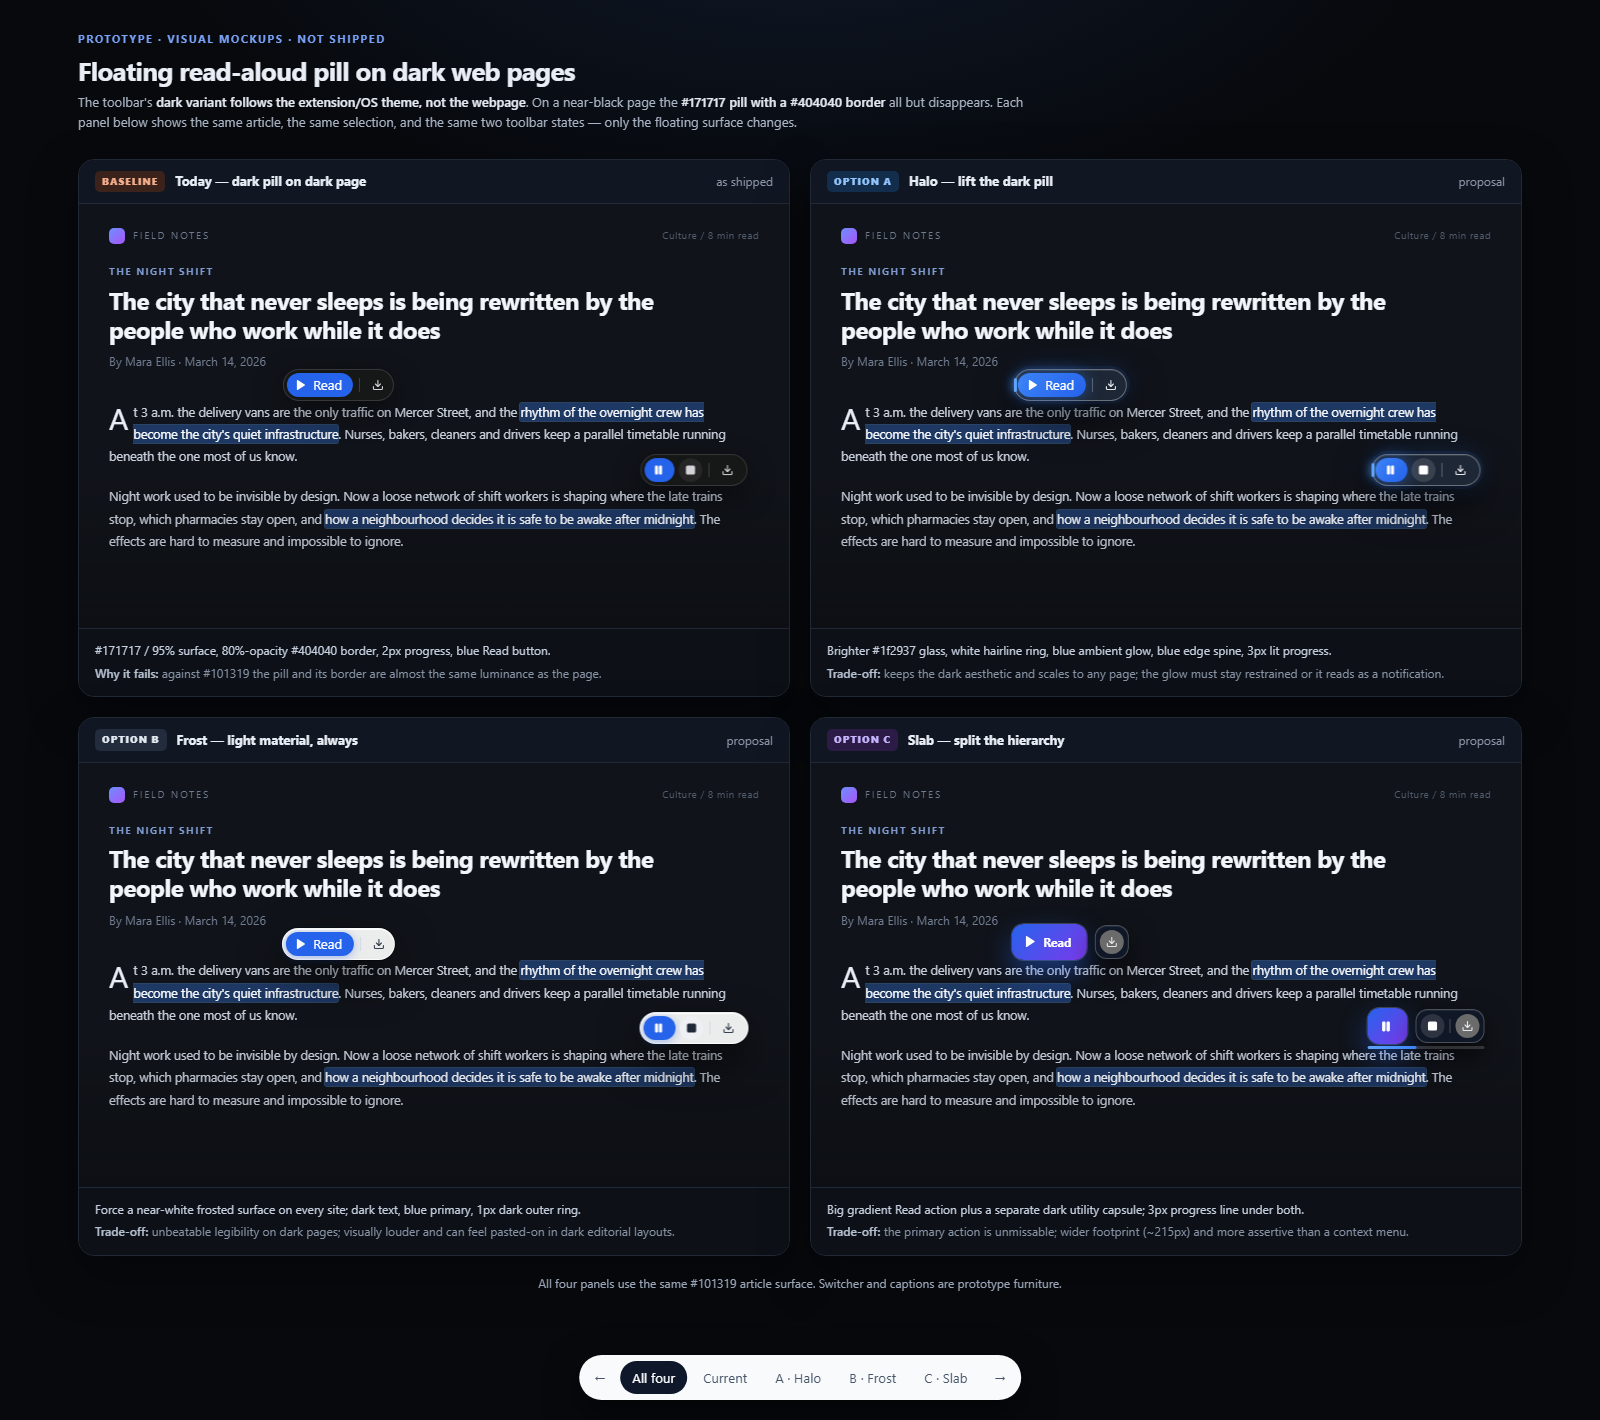 PROTOTYPE · VISUAL MOCKUPS · NOT SHIPPED
Floating read-aloud pill on dark web pages
The toolbar's dark variant follows the extension/OS theme, not the webpage. On a near-black page the #171717 pill with a #404040 border all but disappears. Each
panel below shows the same article, the same selection, and the same two toolbar states — only the floating surface changes.
BASELINE Today — dark pill on dark page as shipped
FIELD NOTES Culture / 8 min read
THE NIGHT SHIFT
The city that never sleeps is being rewritten by the
people who work while it does
By Mara Ellis · March 14, 2026
Read
At 3 a.m. the delivery vans are the only traffic on Mercer Street, and the rhythm of the overnight crew has
become the city's quiet infrastructure. Nurses, bakers, cleaners and drivers keep a parallel timetable running
beneath the one most of us know.
Night work used to be invisible by design. Now a loose network of shift workers is shaping where the late trains
stop, which pharmacies stay open, and how a neighbourhood decides it is safe to be awake after midnight. The
effects are hard to measure and impossible to ignore.
#171717 / 95% surface, 80%-opacity #404040 border, 2px progress, blue Read button.
Why it fails: against #101319 the pill and its border are almost the same luminance as the page.
OPTION A Halo — lift the dark pill proposal
FIELD NOTES Culture / 8 min read
THE NIGHT SHIFT
The city that never sleeps is being rewritten by the
people who work while it does
By Mara Ellis · March 14, 2026
Read
At 3 a.m. the delivery vans are the only traffic on Mercer Street, and the rhythm of the overnight crew has
become the city's quiet infrastructure. Nurses, bakers, cleaners and drivers keep a parallel timetable running
beneath the one most of us know.
Night work used to be invisible by design. Now a loose network of shift workers is shaping where the late trains
stop, which pharmacies stay open, and how a neighbourhood decides it is safe to be awake after midnight. The
effects are hard to measure and impossible to ignore.
Brighter #1f2937 glass, white hairline ring, blue ambient glow, blue edge spine, 3px lit progress.
Trade-off: keeps the dark aesthetic and scales to any page; the glow must stay restrained or it reads as a notification.
OPTION B Frost — light material, always proposal
FIELD NOTES Culture / 8 min read
THE NIGHT SHIFT
The city that never sleeps is being rewritten by the
people who work while it does
By Mara Ellis · March 14, 2026
Read
At 3 a.m. the delivery vans are the only traffic on Mercer Street, and the rhythm of the overnight crew has
become the city's quiet infrastructure. Nurses, bakers, cleaners and drivers keep a parallel timetable running
beneath the one most of us know.
Night work used to be invisible by design. Now a loose network of shift workers is shaping where the late trains
stop, which pharmacies stay open, and how a neighbourhood decides it is safe to be awake after midnight. The
effects are hard to measure and impossible to ignore.
Force a near-white frosted surface on every site; dark text, blue primary, 1px dark outer ring.
Trade-off: unbeatable legibility on dark pages; visually louder and can feel pasted-on in dark editorial layouts.
OPTION C Slab — split the hierarchy proposal
FIELD NOTES Culture / 8 min read
THE NIGHT SHIFT
The city that never sleeps is being rewritten by the
people who work while it does
By Mara Ellis · March 14, 2026
Read
At 3 a.m. the delivery vans are the only traffic on Mercer Street, and the rhythm of the overnight crew has
become the city's quiet infrastructure. Nurses, bakers, cleaners and drivers keep a parallel timetable running
beneath the one most of us know.
Night work used to be invisible by design. Now a loose network of shift workers is shaping where the late trains
stop, which pharmacies stay open, and how a neighbourhood decides it is safe to be awake after midnight. The
effects are hard to measure and impossible to ignore.
Big gradient Read action plus a separate dark utility capsule; 3px progress line under both.
Trade-off: the primary action is unmissable; wider footprint (~215px) and more assertive than a context menu.
All four panels use the same #101319 article surface. Switcher and captions are prototype furniture.
← All four Current A · Halo B · Frost C · Slab →